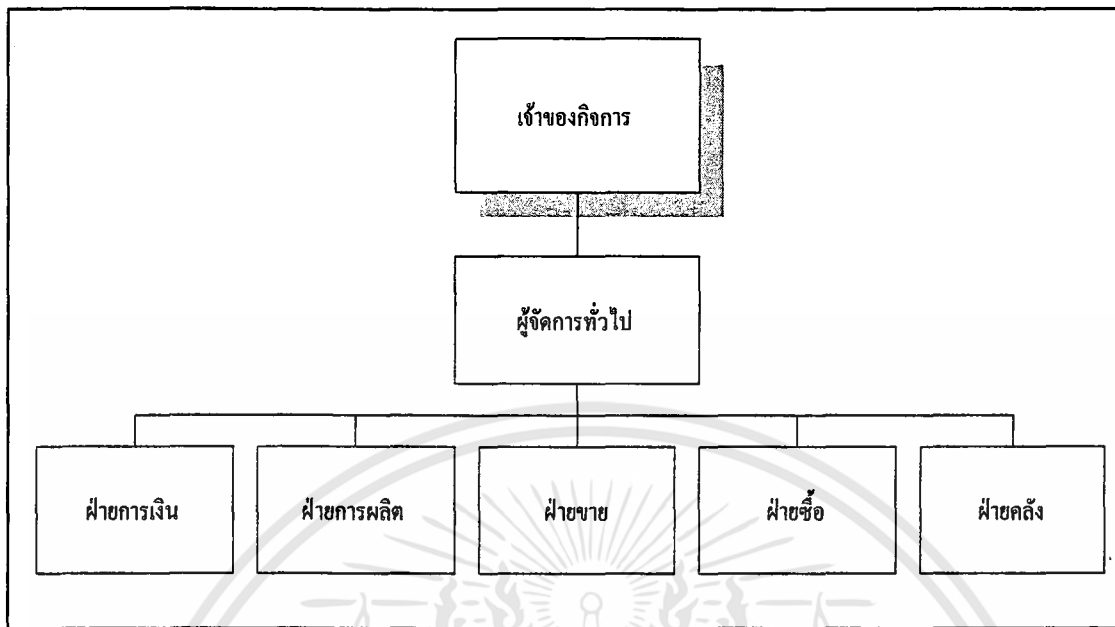 เจ้าของกิจการ
ผู้จัดการทั่วไป
ฝ่ายการเงิน
ฝ่ายการผลิต
ฝ่ายขาย
ฝ่ายซื้อ
ฝ่ายคลัง